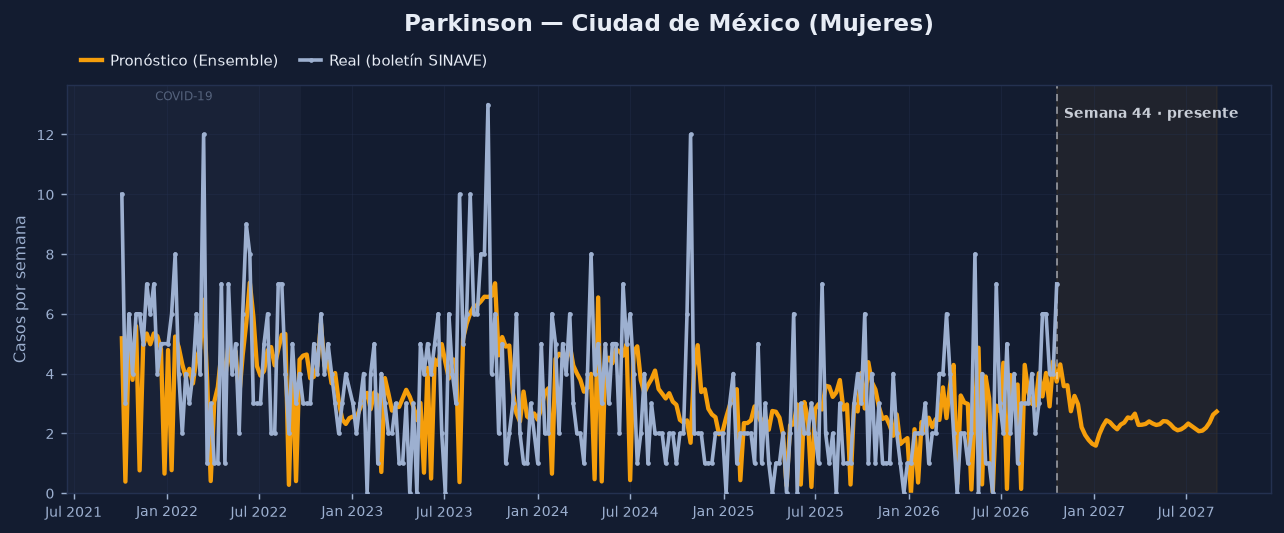 Parkinson — Ciudad de México (Mujeres)
Pronóstico (Ensemble)
Real (boletín SINAVE)
COVID-19
Semana 44 · presente
Casos por semana
12
10
8
6
4
2
0
Jul 2021
Jan 2022
Jul 2022
Jan 2023
Jul 2023
Jan 2024
Jul 2024
Jan 2025
Jul 2025
Jan 2026
Jul 2026
Jan 2027
Jul 2027